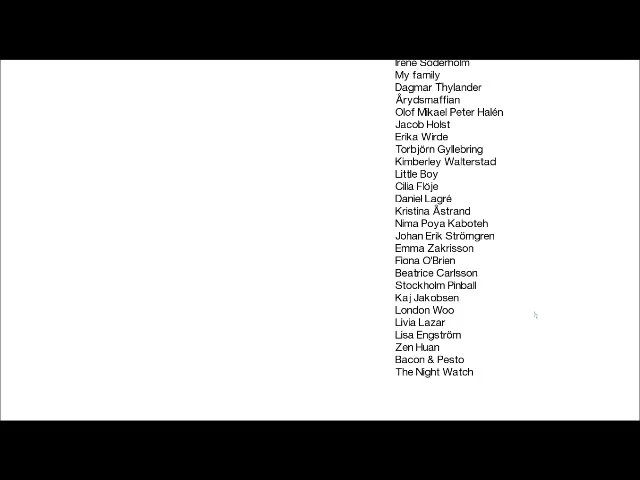 Irene Söderholm
My family
Dagmar Thylander
Årydsmaffian
Olof Mikael Peter Halén
Jacob Holst
Erika Wirde
Torbjörn Gyllebring
Kimberley Walterstad
Little Boy
Cilia Flöje
Daniel Lagré
Kristina Åstrand
Nima Poya Kaboteh
Johan Erik Strömgren
Emma Zakrisson
Fiona O'Brien
Beatrice Carlsson
Stockholm Pinball
Kaj Jakobsen
London Woo
Livia Lazar
Lisa Engström
Zen Huan
Bacon & Pesto
The Night Watch